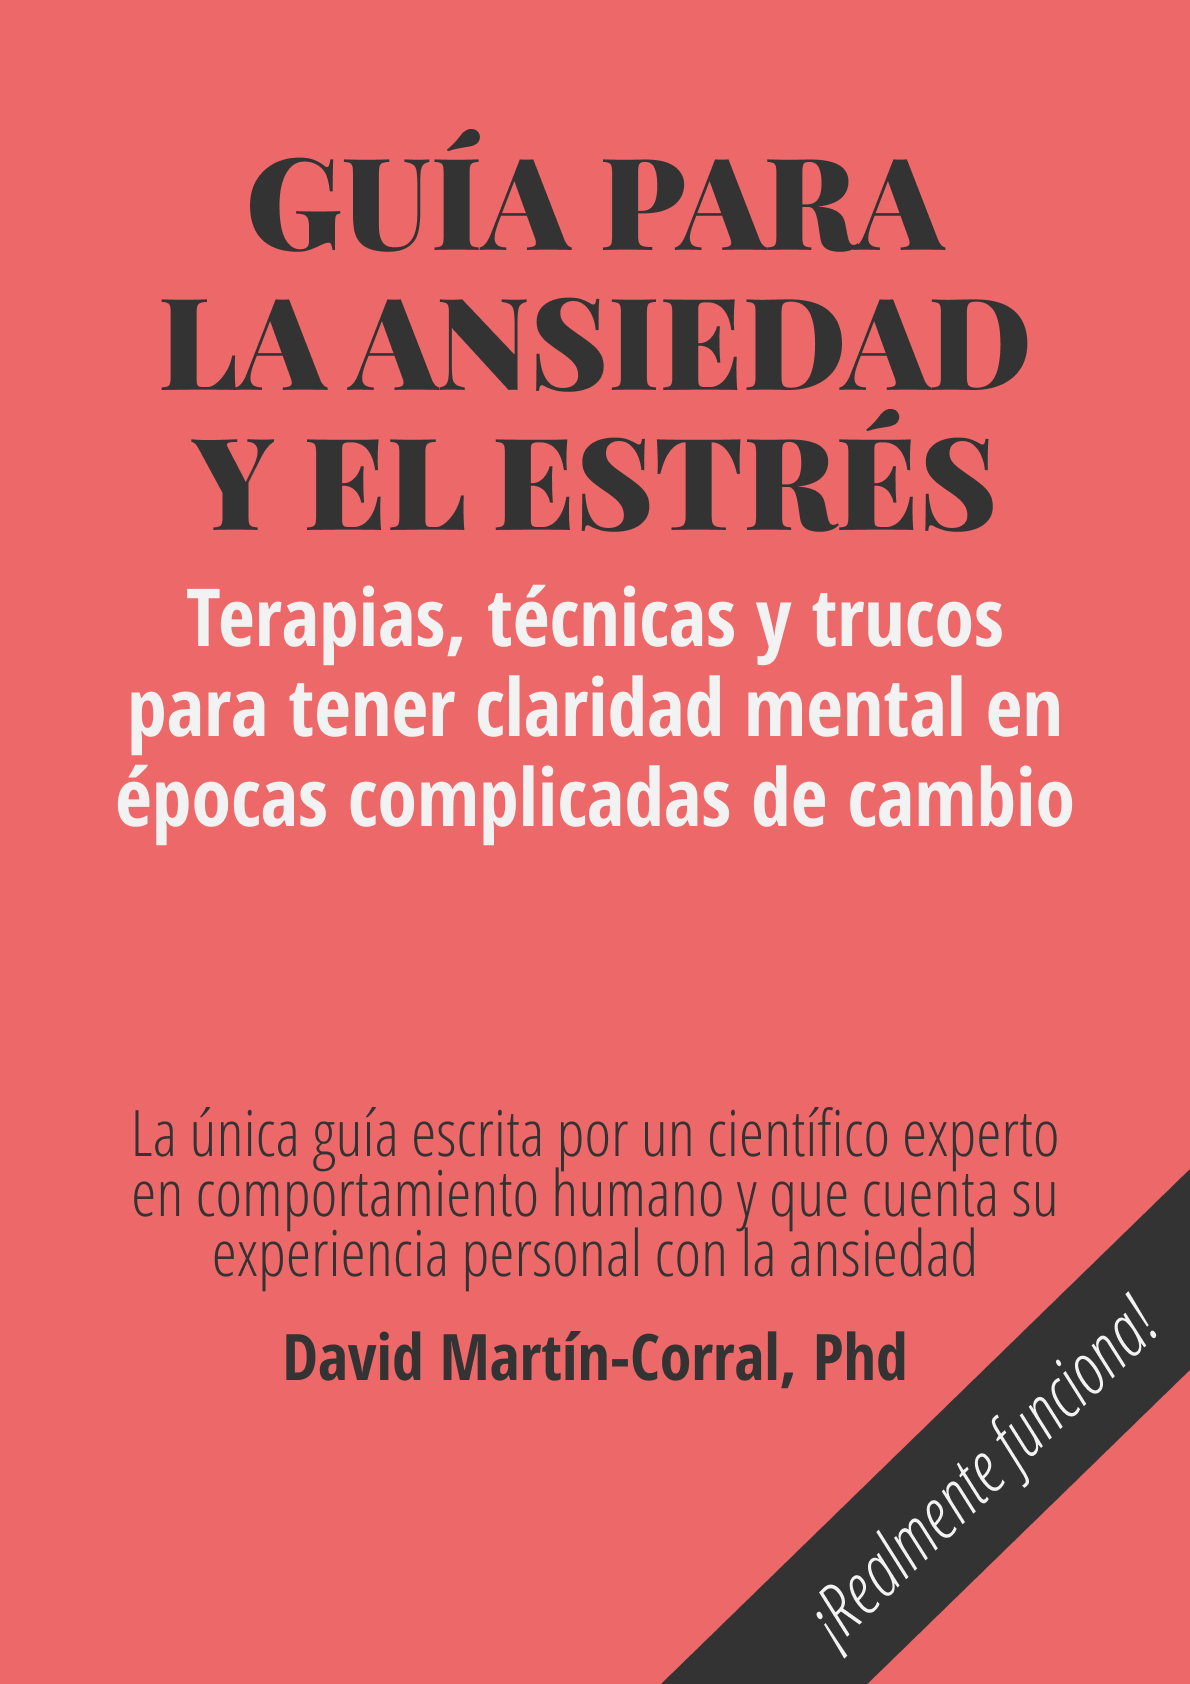 GUÍA PARA
LA ANSIEDAD
Y EL ESTRÉS
Terapias, técnicas y trucos
para tener claridad mental en
épocas complicadas de cambio
La única guía escrita por un científico experto
en comportamiento humano y que cuenta su
experiencia personal con la ansiedad
David Martín-Corral, Phd
¡Realmente funciona!